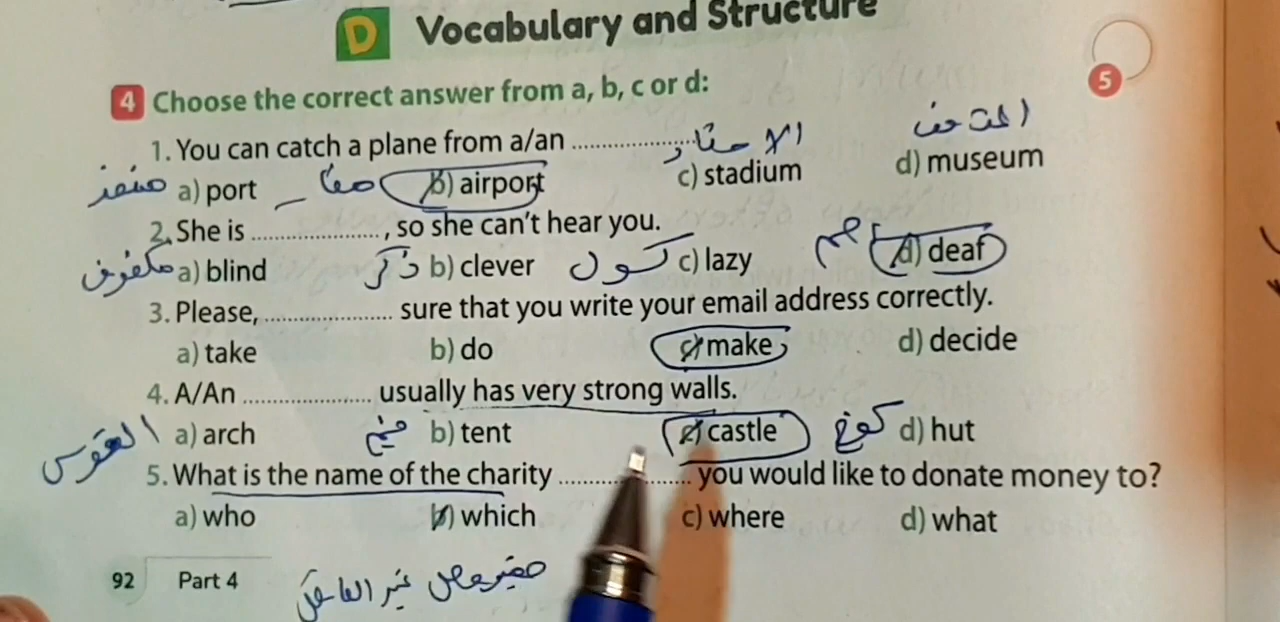 D Vocabulary and Structure
4 Choose the correct answer from a, b, c or d:
5
1. You can catch a plane from a/an ....................
a) port b) airport c) stadium d) museum
2. She is ...................., so she can't hear you.
a) blind b) clever c) lazy d) deaf
3. Please, .................... sure that you write your email address correctly.
a) take b) do c) make d) decide
4. A/An .................... usually has very strong walls.
a) arch b) tent c) castle d) hut
5. What is the name of the charity .................... you would like to donate money to?
a) who b) which c) where d) what
92 Part 4